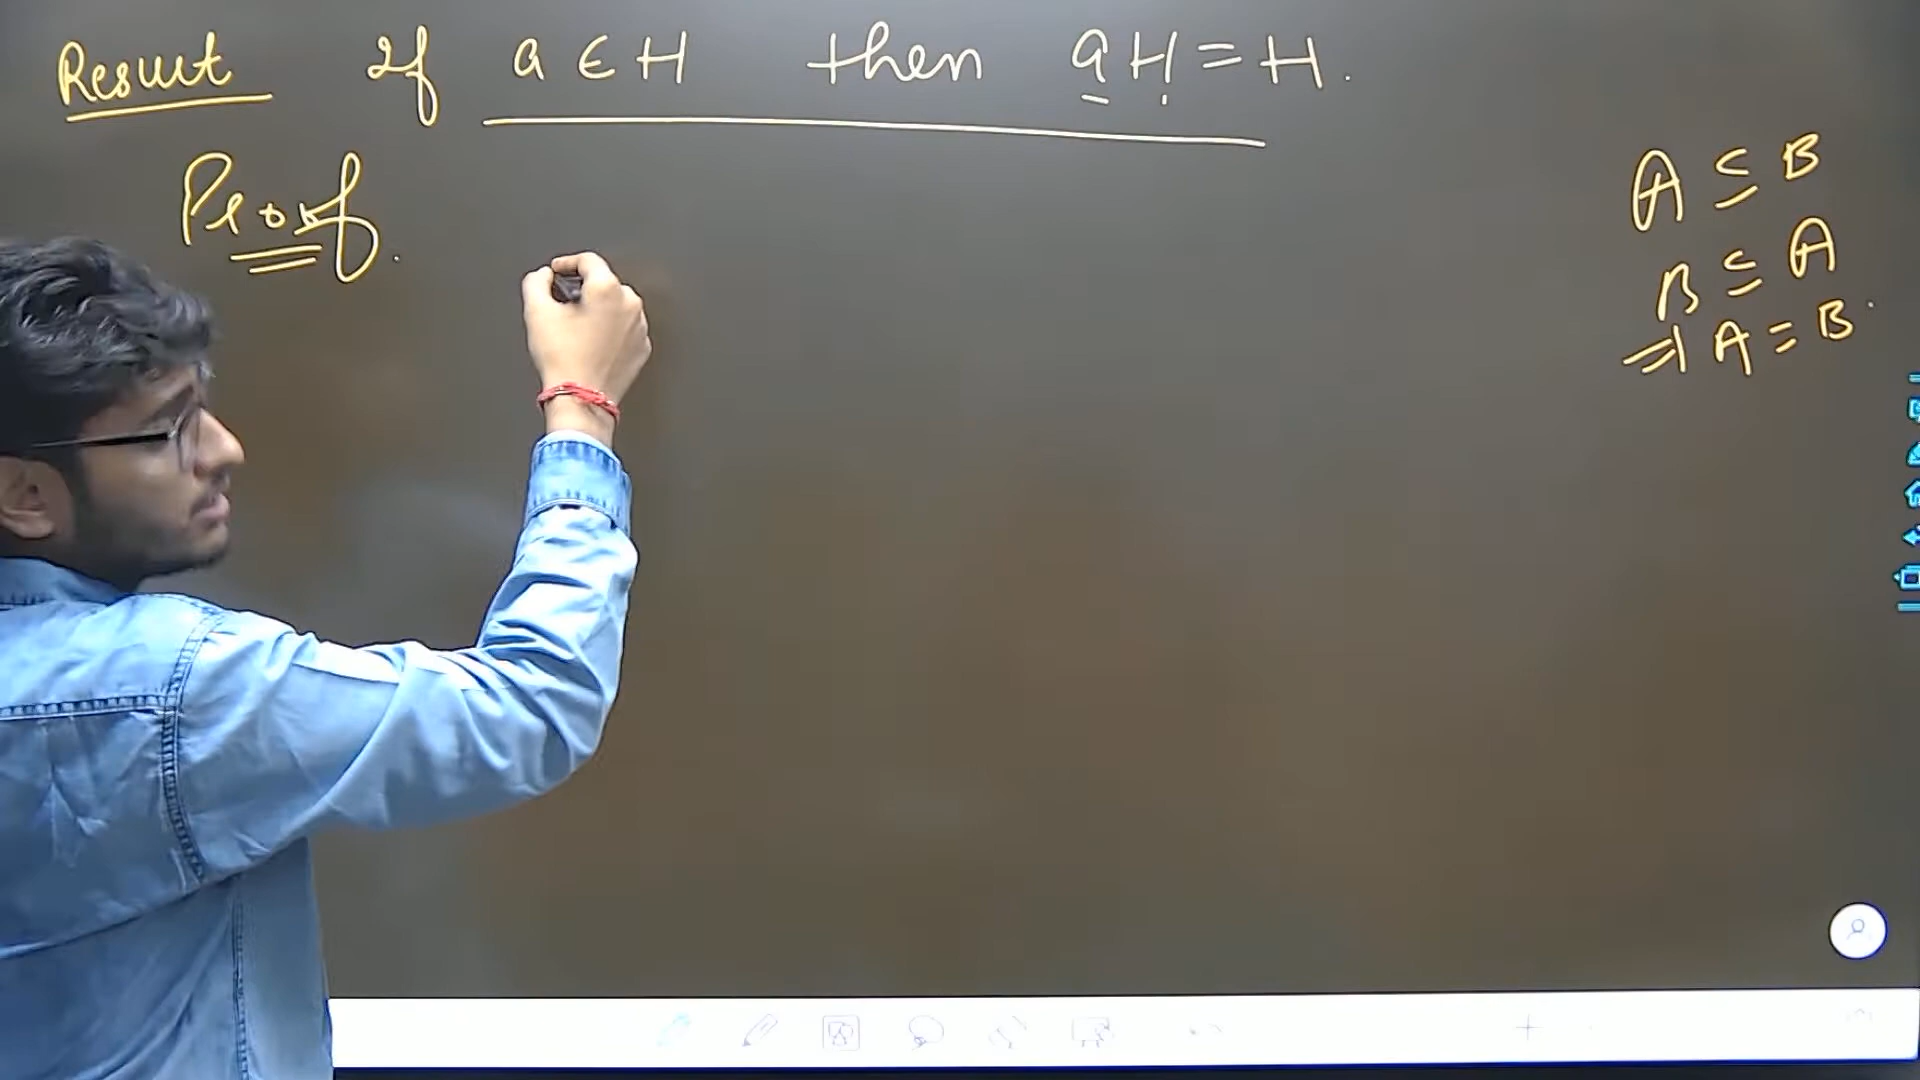 Result If a ∈ H then aH = H.
Proof.
A ⊆ B
B ⊆ A
⇒ A = B.